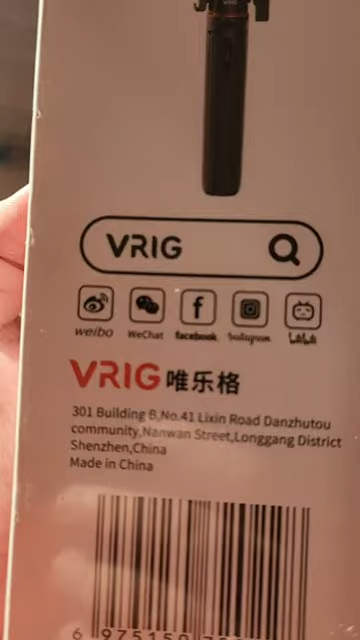 VRIG
weibo WeChat facebook Instagram
VRIG 唯乐格
301 Building B,No.41 Lixin Road Danzhutou
community,Nanwan Street,Longgang District
Shenzhen,China
Made in China
6 975150